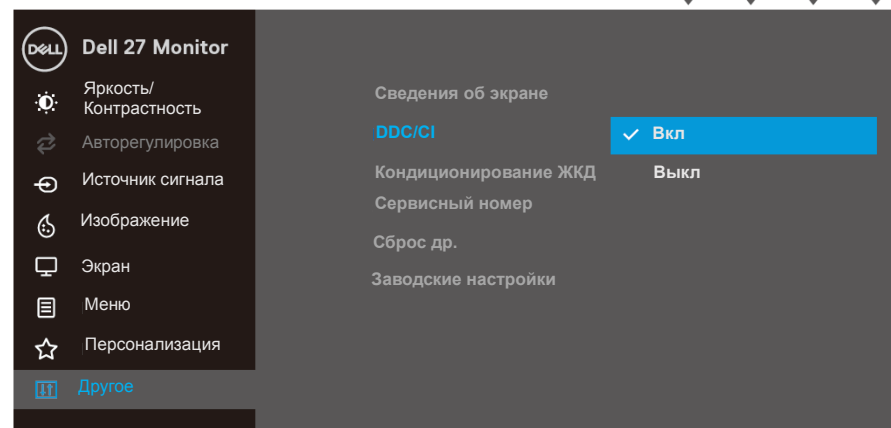 DELL
Dell 27 Monitor
Яркость/
Контрастность
Авторегулировка
Источник сигнала
Изображение
Экран
Меню
Персонализация
Другое
Сведения об экране
DDC/CI
Вкл
Кондиционирование ЖКД
Выкл
Сервисный номер
Сброс др.
Заводские настройки